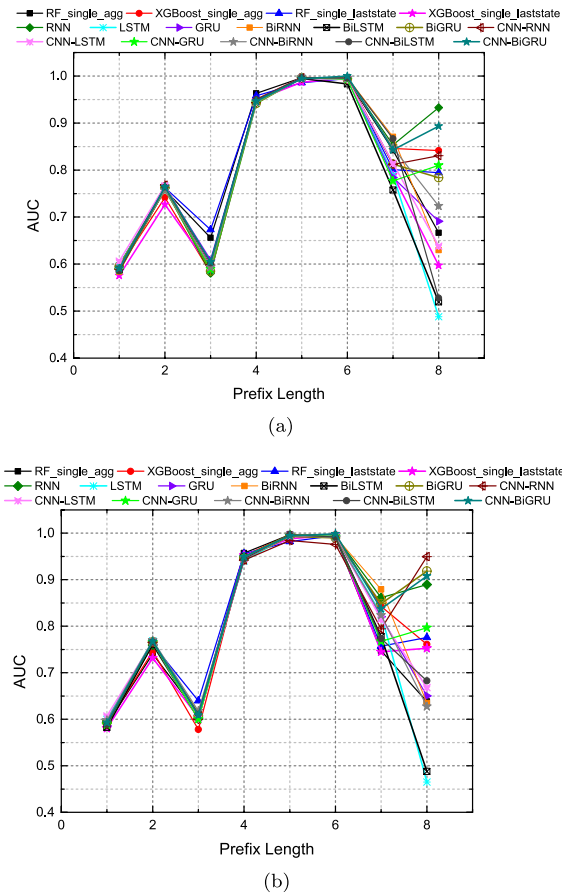 RF_single_agg XGBoost_single_agg RF_single_laststate XGBoost_single_laststate
RNN LSTM GRU BiRNN BiLSTM BiGRU CNN-RNN
CNN-LSTM CNN-GRU CNN-BiRNN CNN-BiLSTM CNN-BiGRU
1.0
0.9
0.8
0.7
0.6
0.5
0.4
AUC
0 2 4 6 8
Prefix Length
(a)
RF_single_agg XGBoost_single_agg RF_single_laststate XGBoost_single_laststate
RNN LSTM GRU BiRNN BiLSTM BiGRU CNN-RNN
CNN-LSTM CNN-GRU CNN-BiRNN CNN-BiLSTM CNN-BiGRU
1.0
0.9
0.8
0.7
0.6
0.5
0.4
AUC
0 2 4 6 8
Prefix Length
(b)